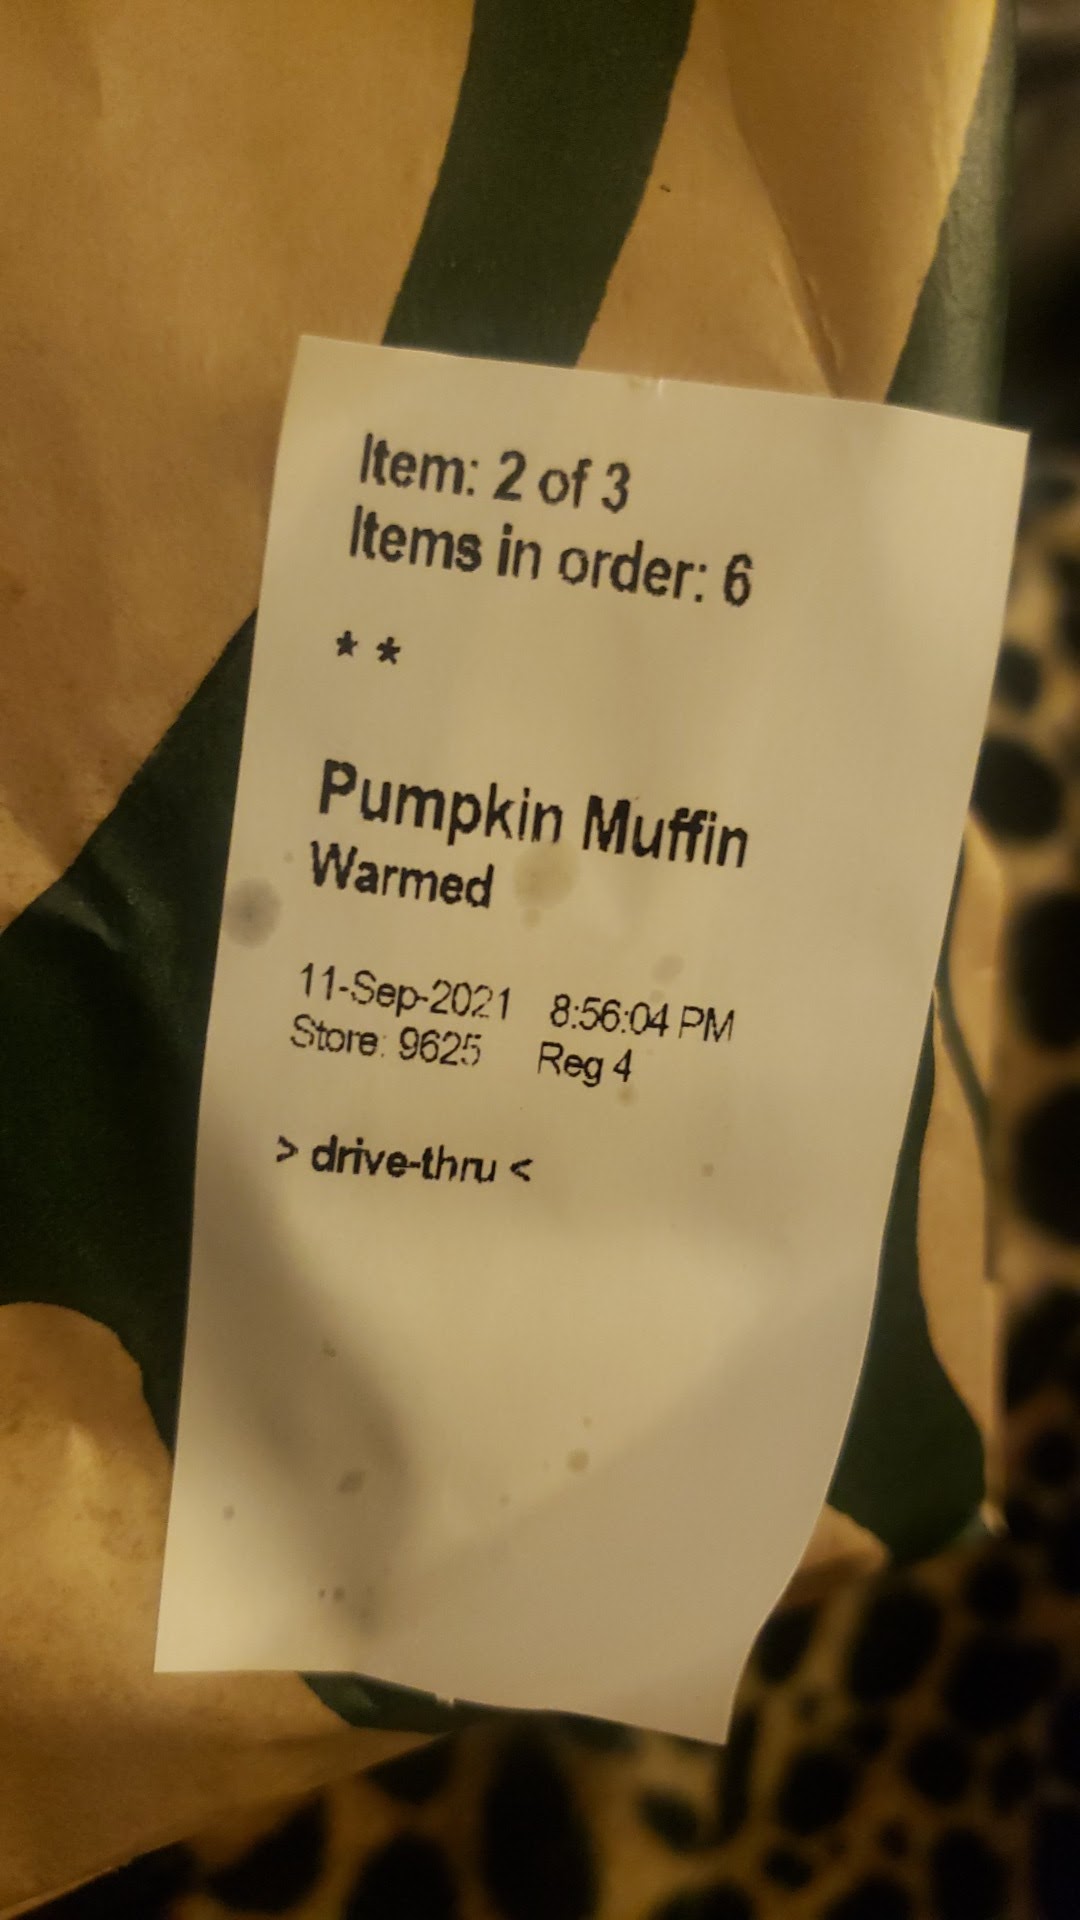 Item: 2 of 3
Items in order: 6
* *
Pumpkin Muffin
Warmed
11-Sep-2021 8:56:04 PM
Store: 9625 Reg 4
> drive-thru <